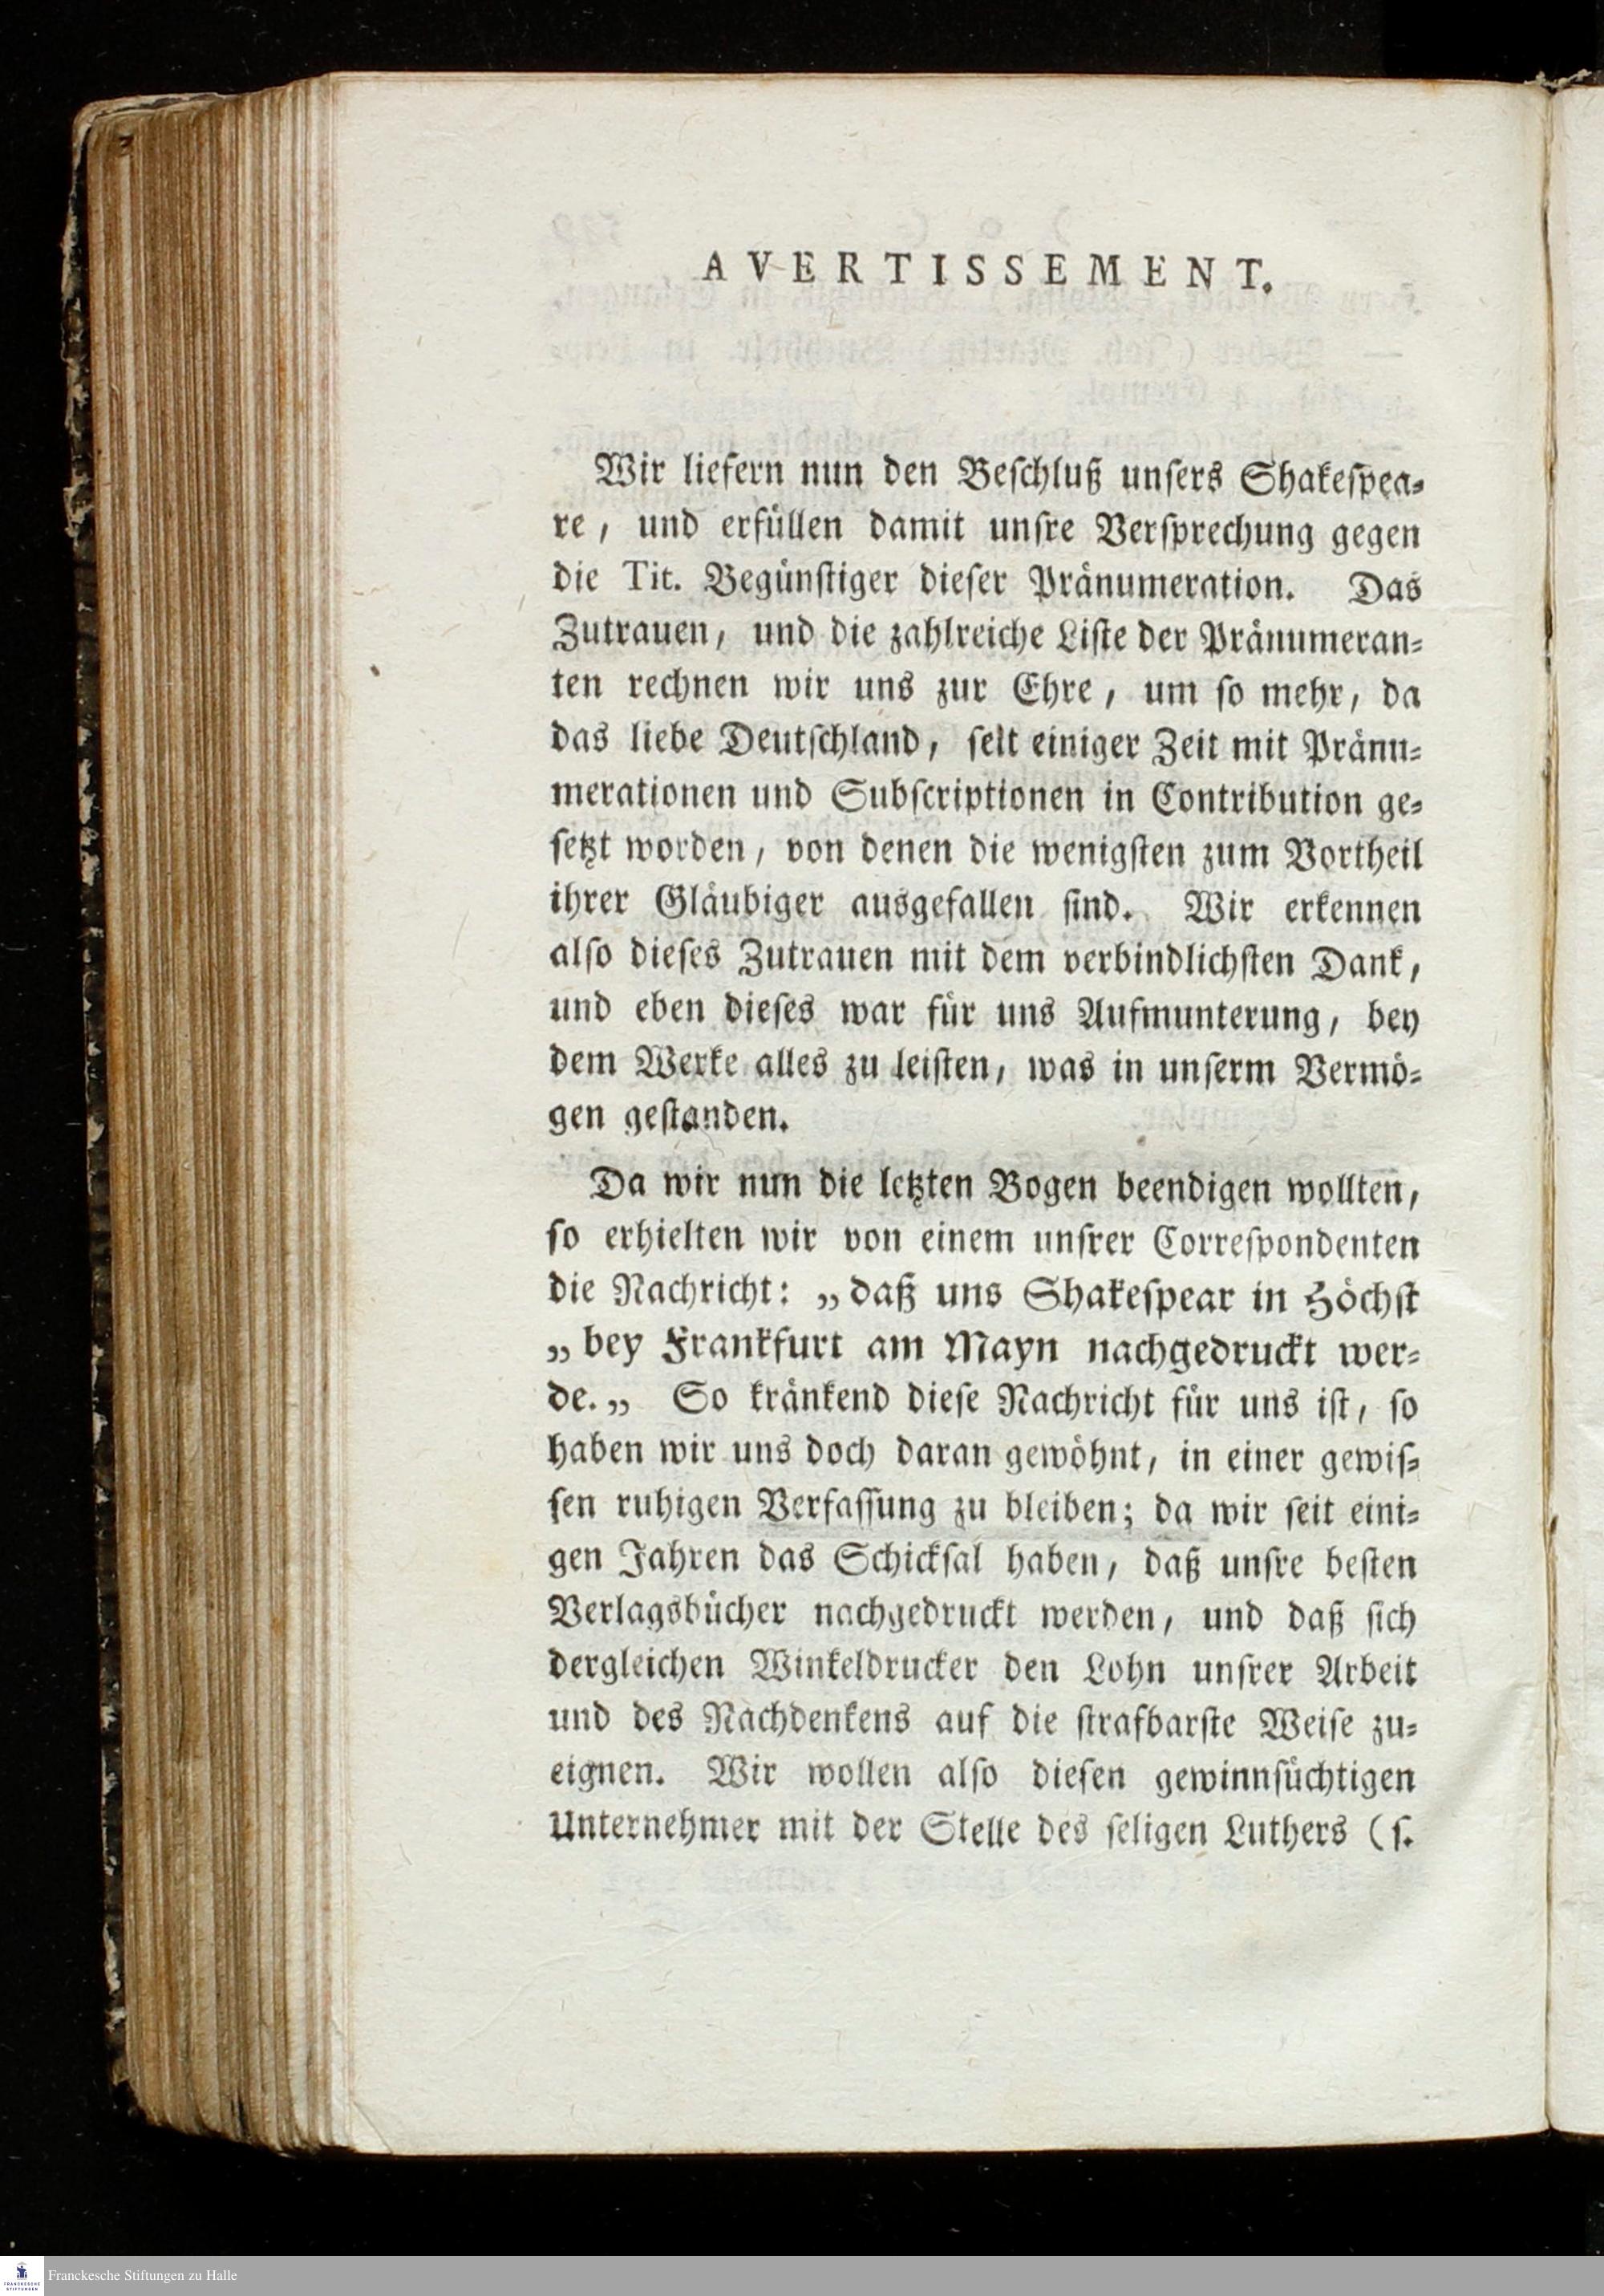 AVERTISSEMENT.
Wir liefern nun den Beſchluß unſers Shakeſpea⸗
re, und erfüllen damit unſre Verſprechung gegen
die Tit. Begünſtiger dieſer Pränumeration. Das
Zutrauen, und die zahlreiche Liſte der Pränumeran⸗
ten rechnen wir uns zur Ehre, um ſo mehr, da
das liebe Deutſchland, ſeit einiger Zeit mit Pränu⸗
merationen und Subſcriptionen in Contribution ge⸗
ſetzt worden, von denen die wenigſten zum Vortheil
ihrer Gläubiger ausgefallen ſind. Wir erkennen
alſo dieſes Zutrauen mit dem verbindlichſten Dank,
und eben dieſes war für uns Aufmunterung, bey
dem Werke alles zu leiſten, was in unſerm Vermö⸗
gen geſtanden.
Da wir nun die letzten Bogen beendigen wollten,
ſo erhielten wir von einem unſrer Correſpondenten
die Nachricht: „daß uns Shakeſpear in Höchſt
„bey Frankfurt am Mayn nachgedruckt wer⸗
de.„ So kränkend dieſe Nachricht für uns iſt, ſo
haben wir uns doch daran gewöhnt, in einer gewiſ⸗
ſen ruhigen Verfaſſung zu bleiben; da wir ſeit eini⸗
gen Jahren das Schickſal haben, daß unſre beſten
Verlagsbücher nachgedruckt werden, und daß ſich
dergleichen Winkeldrucker den Lohn unſrer Arbeit
und des Nachdenkens auf die ſtrafbarſte Weiſe zu⸗
eignen. Wir wollen alſo dieſen gewinnſüchtigen
Unternehmer mit der Stelle des ſeligen Luthers (ſ.
FRANCKESCHE
STIFTUNGEN
Franckesche Stiftungen zu Halle